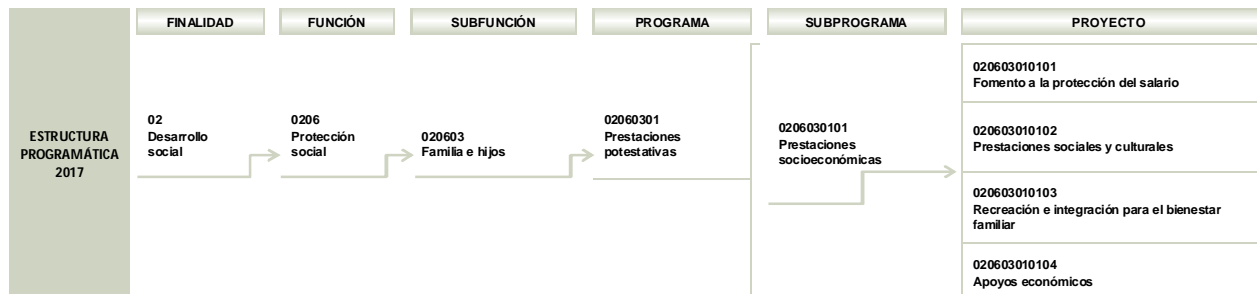 FINALIDAD
FUNCIÓN
SUBFUNCIÓN
PROGRAMA
SUBPROGRAMA
PROYECTO
ESTRUCTURA
PROGRAMÁTICA
2017
02
Desarrollo
social
0206
Protección
social
020603
Familia e hijos
02060301
Prestaciones
potestativas
0206030101
Prestaciones
socioeconómicas
020603010101
Fomento a la protección del salario
020603010102
Prestaciones sociales y culturales
020603010103
Recreación e integración para el bienestar
familiar
020603010104
Apoyos económicos